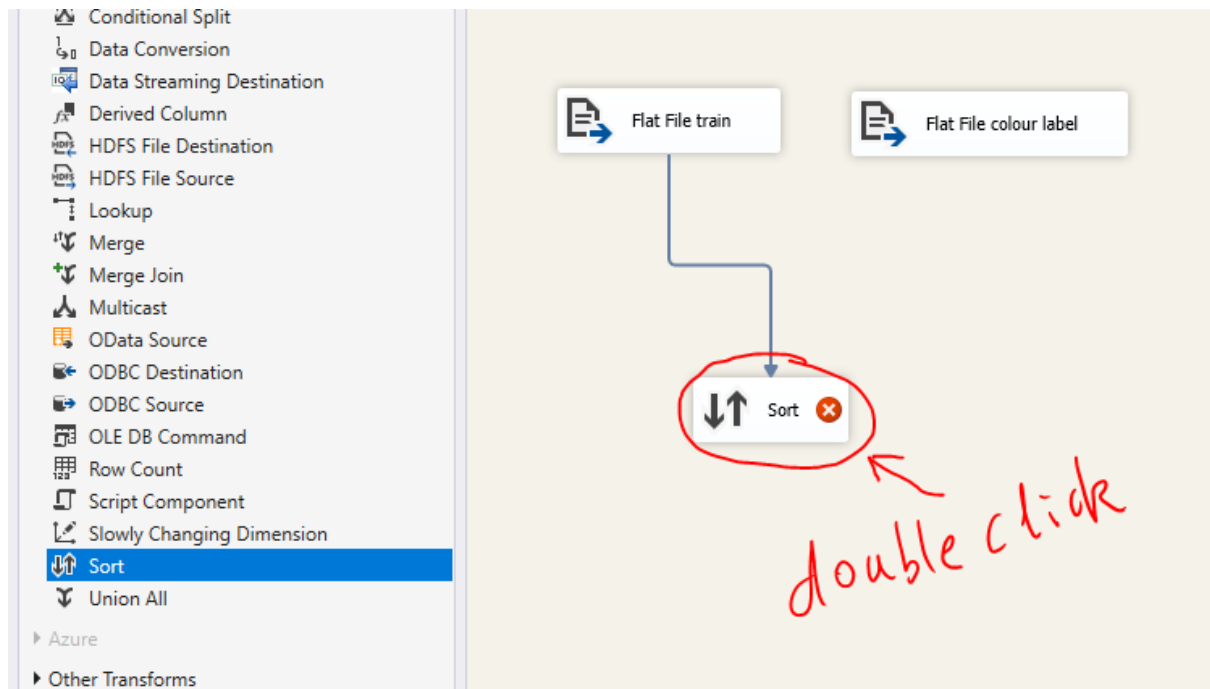 Conditional Split
Data Conversion
Data Streaming Destination
Derived Column
HDFS File Destination
HDFS File Source
Lookup
Merge
Merge Join
Multicast
OData Source
ODBC Destination
ODBC Source
OLE DB Command
Row Count
Script Component
Slowly Changing Dimension
Sort
Union All
Azure
Other Transforms
Flat File train
Flat File colour label
Sort
double click